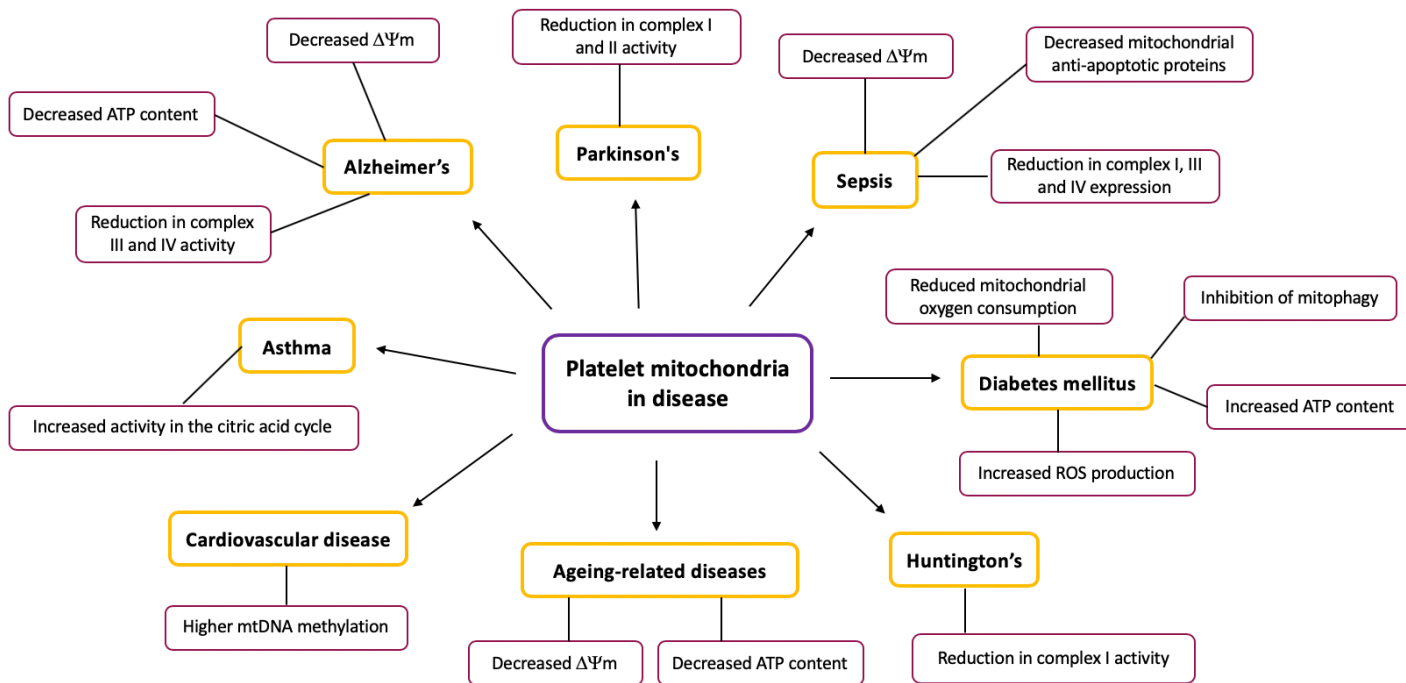 Decreased ΔΨm
Reduction in complex I
and II activity
Decreased ΔΨm
Decreased mitochondrial
anti-apoptotic proteins
Decreased ATP content
Alzheimer’s
Parkinson's
Sepsis
Reduction in complex I, III
and IV expression
Reduction in complex
III and IV activity
Reduced mitochondrial
oxygen consumption
Inhibition of mitophagy
Asthma
Platelet mitochondria
in disease
Diabetes mellitus
Increased ATP content
Increased activity in the citric acid cycle
Increased ROS production
Cardiovascular disease
Ageing-related diseases
Huntington’s
Higher mtDNA methylation
Decreased ΔΨm
Decreased ATP content
Reduction in complex I activity